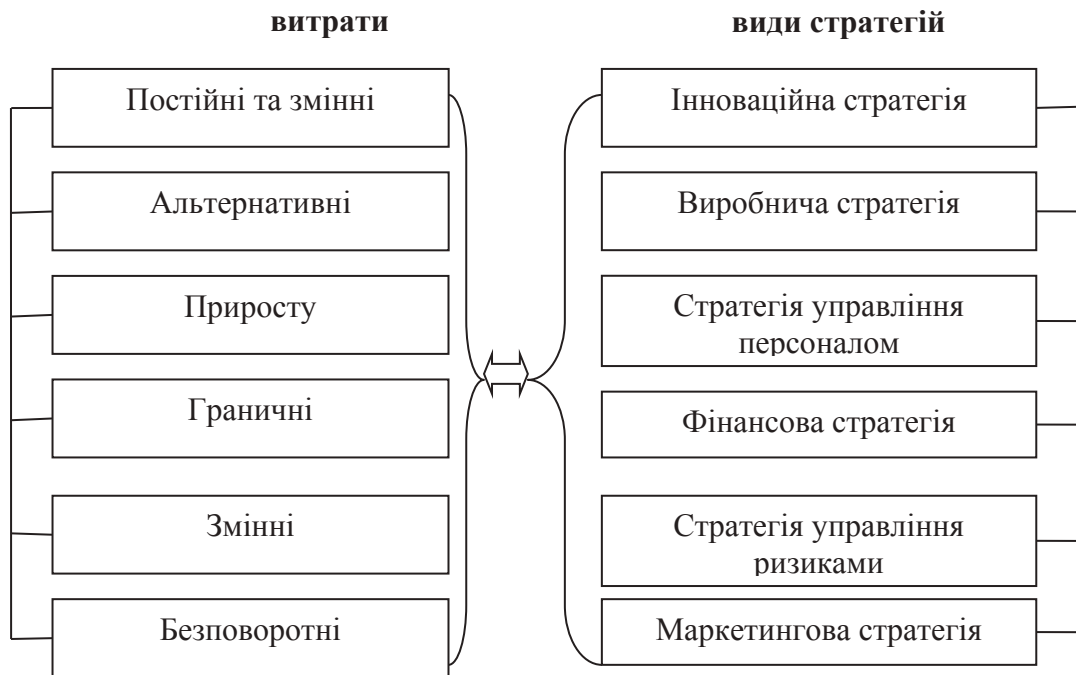 витрати
Постійні та змінні
Альтернативні
Приросту
Граничні
Змінні
Безповоротні
види стратегій
Інноваційна стратегія
Виробнича стратегія
Стратегія управління
персоналом
Фінансова стратегія
Стратегія управління
ризиками
Маркетингова стратегія